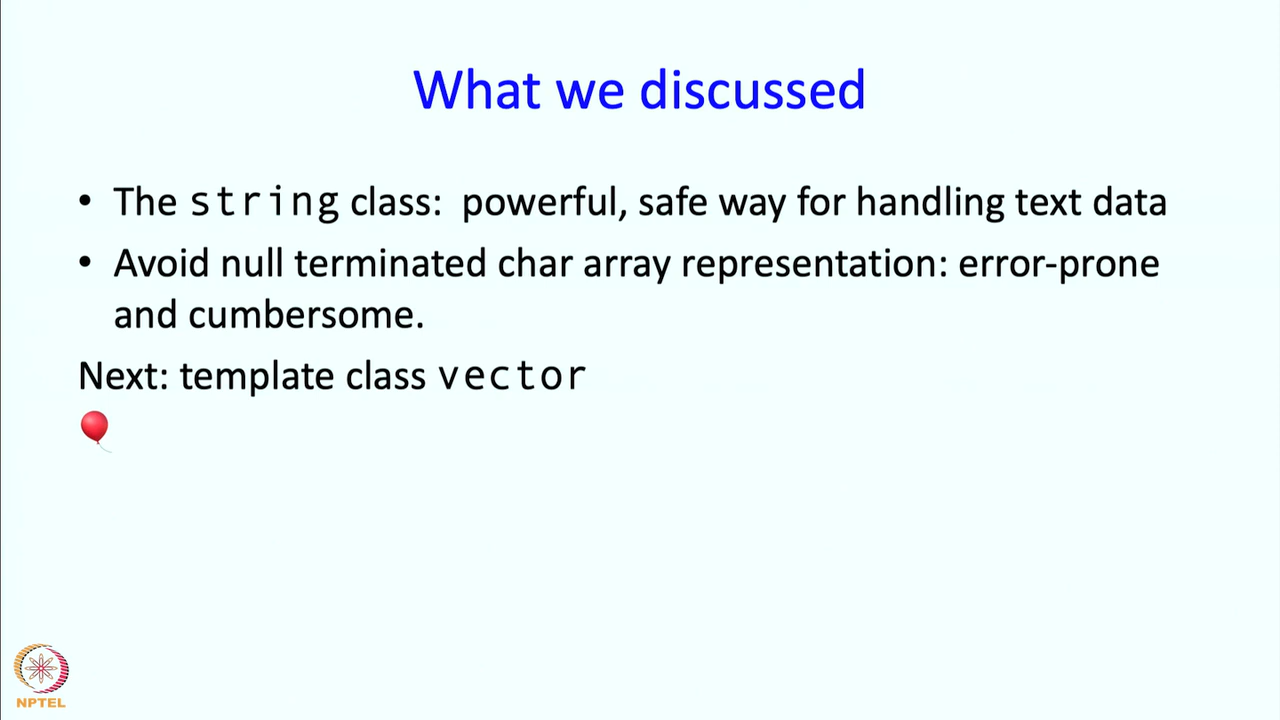 What we discussed
• The string class: powerful, safe way for handling text data
• Avoid null terminated char array representation: error-prone
and cumbersome.
Next: template class vector
NPTEL